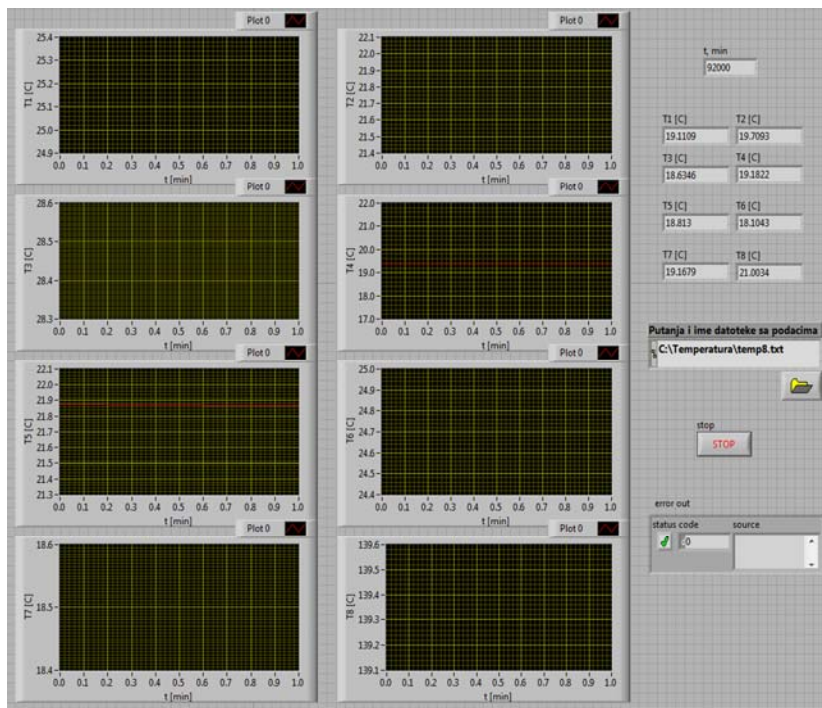 Plot 0
T1 [C]
25.4
25.3
25.2
25.1
25.0
24.9
0.0 0.1 0.2 0.3 0.4 0.5 0.6 0.7 0.8 0.9 1.0
t [min]
Plot 0
T2 [C]
22.1
22.0
21.9
21.8
21.7
21.6
21.5
21.4
0.0 0.1 0.2 0.3 0.4 0.5 0.6 0.7 0.8 0.9 1.0
t [min]
Plot 0
T3 [C]
28.6
28.5
28.4
28.3
0.0 0.1 0.2 0.3 0.4 0.5 0.6 0.7 0.8 0.9 1.0
t [min]
Plot 0
T4 [C]
22.0
21.0
20.0
19.0
18.0
17.0
0.0 0.1 0.2 0.3 0.4 0.5 0.6 0.7 0.8 0.9 1.0
t [min]
Plot 0
T5 [C]
22.1
22.0
21.9
21.8
21.7
21.6
21.5
21.4
21.3
0.0 0.1 0.2 0.3 0.4 0.5 0.6 0.7 0.8 0.9 1.0
t [min]
Plot 0
T6 [C]
25.0
24.9
24.8
24.7
24.6
24.5
24.4
0.0 0.1 0.2 0.3 0.4 0.5 0.6 0.7 0.8 0.9 1.0
t [min]
Plot 0
T7 [C]
18.6
18.5
18.4
0.0 0.1 0.2 0.3 0.4 0.5 0.6 0.7 0.8 0.9 1.0
t [min]
Plot 0
T8 [C]
139.6
139.5
139.4
139.3
139.2
139.1
0.0 0.1 0.2 0.3 0.4 0.5 0.6 0.7 0.8 0.9 1.0
t [min]
t, min
92000
T1 [C] T2 [C]
19.1109 19.7093
T3 [C] T4 [C]
18.6346 19.1822
T5 [C] T6 [C]
18.813 18.1043
T7 [C] T8 [C]
19.1679 21.0034
Putanja i ime datoteke sa podacima
C:\Temperatura\temp8.txt
stop
STOP
error out
status code source
0